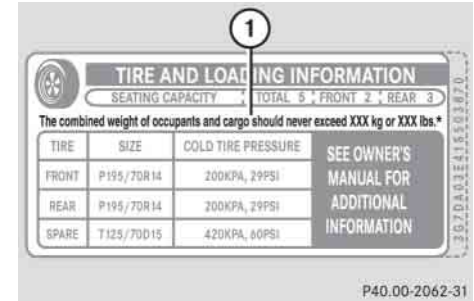 1
TIRE AND LOADING INFORMATION
SEATING CAPACITY TOTAL 5 FRONT 2 REAR 3
The combined weight of occupants and cargo should never exceed XXX kg or XXX lbs.*
TIRE SIZE COLD TIRE PRESSURE
FRONT P195/70R14 200KPA, 29PSI
REAR P195/70R14 200KPA, 29PSI
SPARE T125/70D15 420KPA, 60PSI
SEE OWNER'S
MANUAL FOR
ADDITIONAL
INFORMATION
3G7DA03E41S503870
P40.00-2062-31